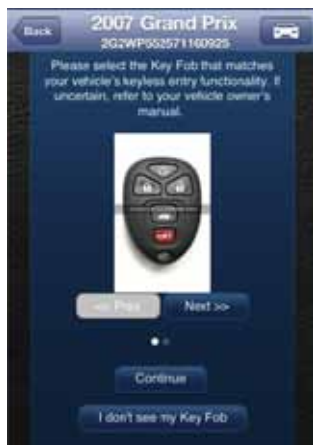 Back
2007 Grand Prix
2G2WP552571160925
Please select the Key Fob that matches
your vehicle's keyless entry functionality. If
uncertain, refer to your vehicle owner's
manual.
<< Prev
Next >>
Continue
I don't see my Key Fob